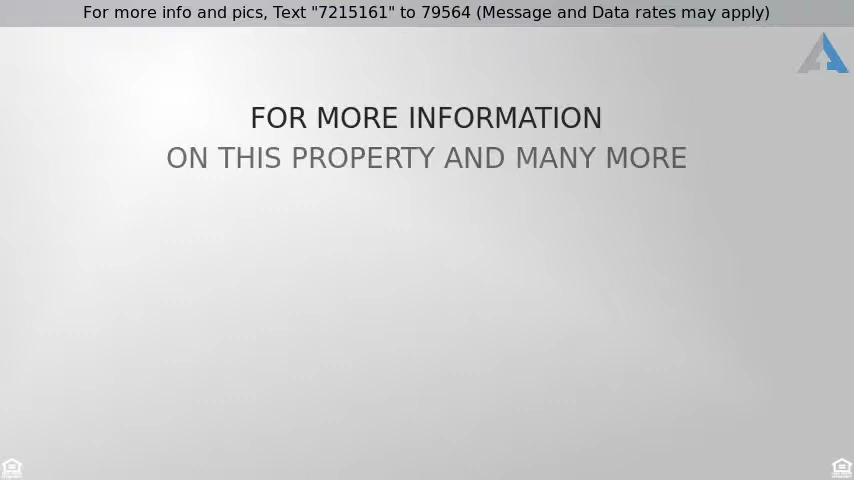 For more info and pics, Text "7215161" to 79564 (Message and Data rates may apply)
FOR MORE INFORMATION
ON THIS PROPERTY AND MANY MORE